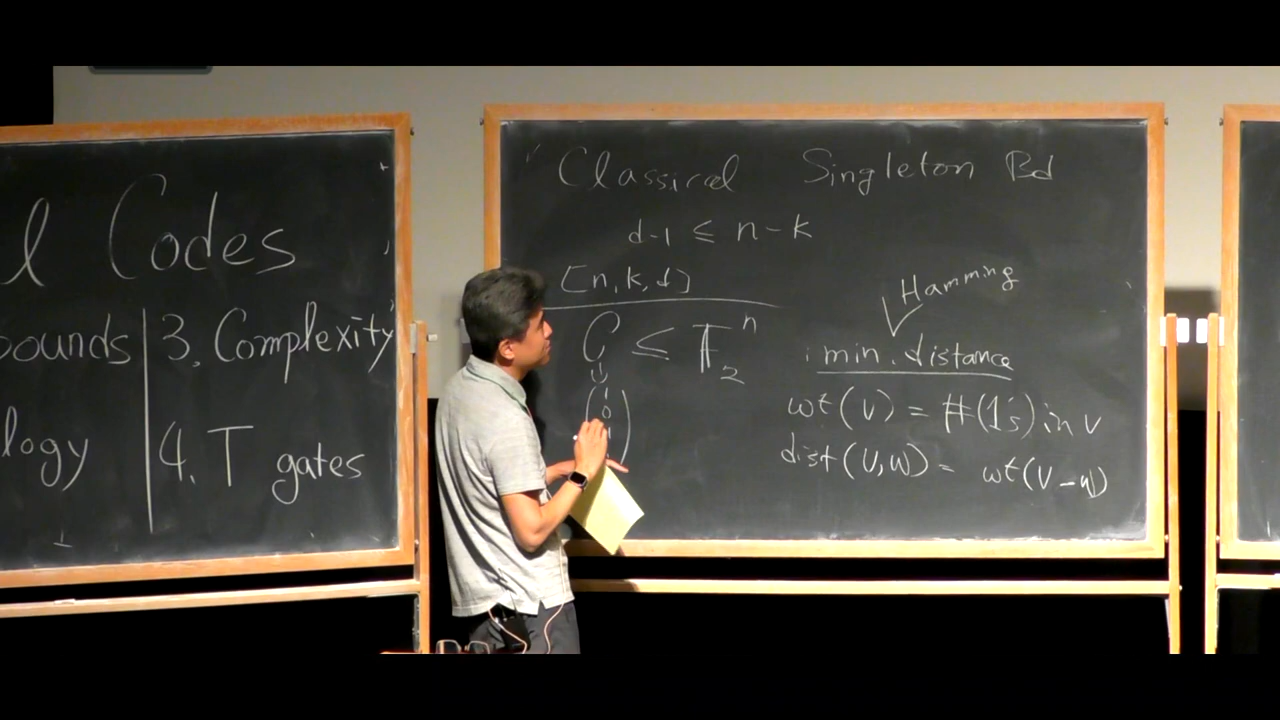 l Codes
bounds
3. Complexity
logy
4. T gates
Classical Singleton Bd
d-1 ≤ n-k
[n, k, d]
C ≤ F₂ⁿ
Hamming
min. distance
wt(v) = #(1's) in v
dist(v,w) = wt(v-w)